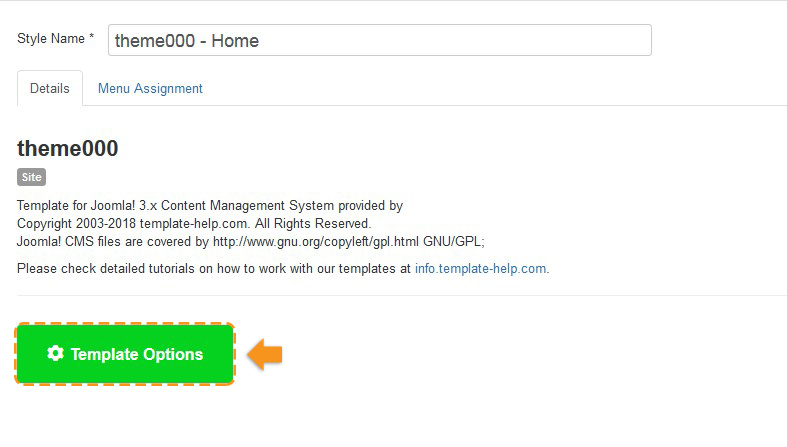 Style Name *
theme000 - Home
Details
Menu Assignment
theme000
Site
Template for Joomla! 3.x Content Management System provided by
Copyright 2003-2018 template-help.com. All Rights Reserved.
Joomla! CMS files are covered by http://www.gnu.org/copyleft/gpl.html GNU/GPL;
Please check detailed tutorials on how to work with our templates at info.template-help.com.
Template Options